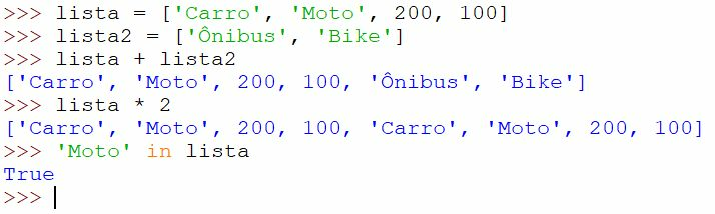 >>> lista = ['Carro', 'Moto', 200, 100]
>>> lista2 = ['Ônibus', 'Bike']
>>> lista + lista2
['Carro', 'Moto', 200, 100, 'Ônibus', 'Bike']
>>> lista * 2
['Carro', 'Moto', 200, 100, 'Carro', 'Moto', 200, 100]
>>> 'Moto' in lista
True
>>>